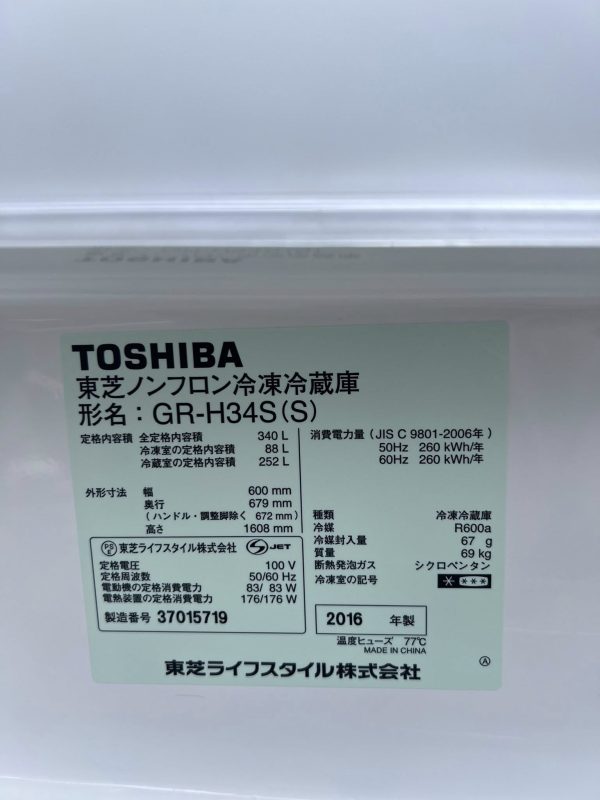 TOSHIBA
東芝ノンフロン冷凍冷蔵庫
形名：GR-H34S(S)
定格内容積 全定格内容積 340 L
冷凍室の定格内容積 88 L
冷蔵室の定格内容積 252 L
外形寸法 幅 600 mm
奥行 679 mm
(ハンドル・調整脚除く 672 mm)
高さ 1608 mm
消費電力量 (JIS C 9801-2006年)
50Hz 260 kWh/年
60Hz 260 kWh/年
種類 冷凍冷蔵庫
冷媒 R600a
冷媒封入量 67 g
質量 69 kg
断熱発泡ガス シクロペンタン
冷凍室の記号 * ***
PSE 東芝ライフスタイル株式会社 S JET
定格電圧 100 V
定格周波数 50/60 Hz
電動機の定格消費電力 83/ 83 W
電熱装置の定格消費電力 176/176 W
製造番号 37015719
2016 年製
温度ヒューズ 77℃
MADE IN CHINA
東芝ライフスタイル株式会社
Ⓐ